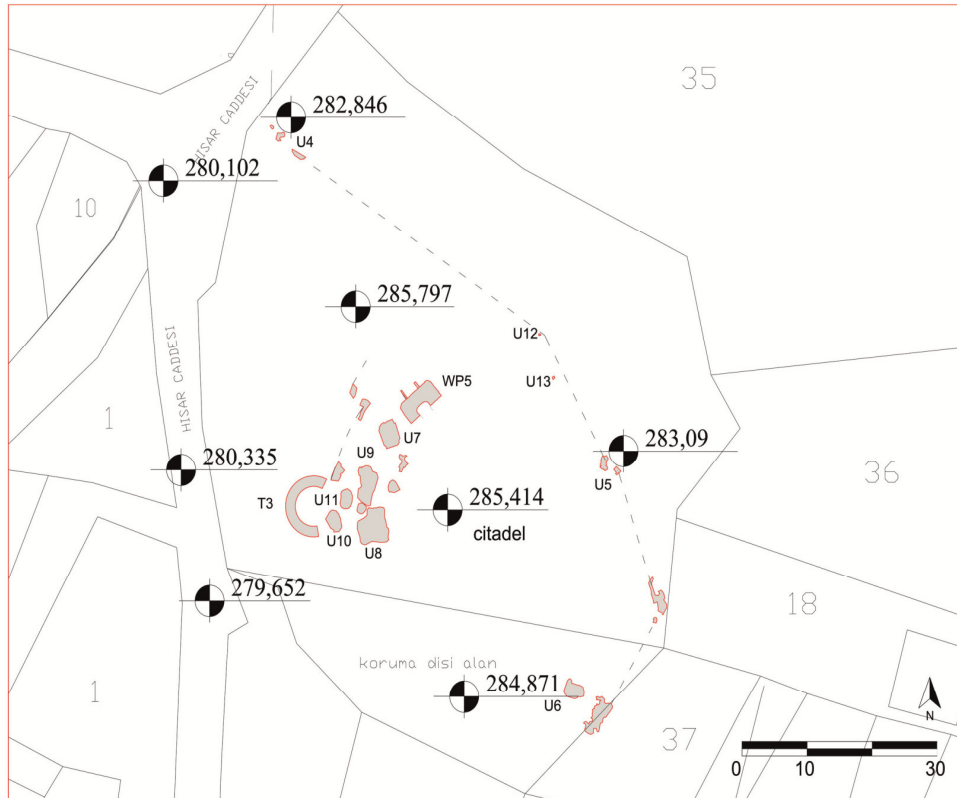 35
282,846
HISAR CADDESI
U4
280,102
10
285,797
U12
HISAR CADDESI
WP5
U13
1
U7
283,09
U9
280,335
36
U5
T3
U11
285,414
U10
citadel
U8
279,652
18
koruma disi alan
284,871
1
U6
37
N
0 10 30